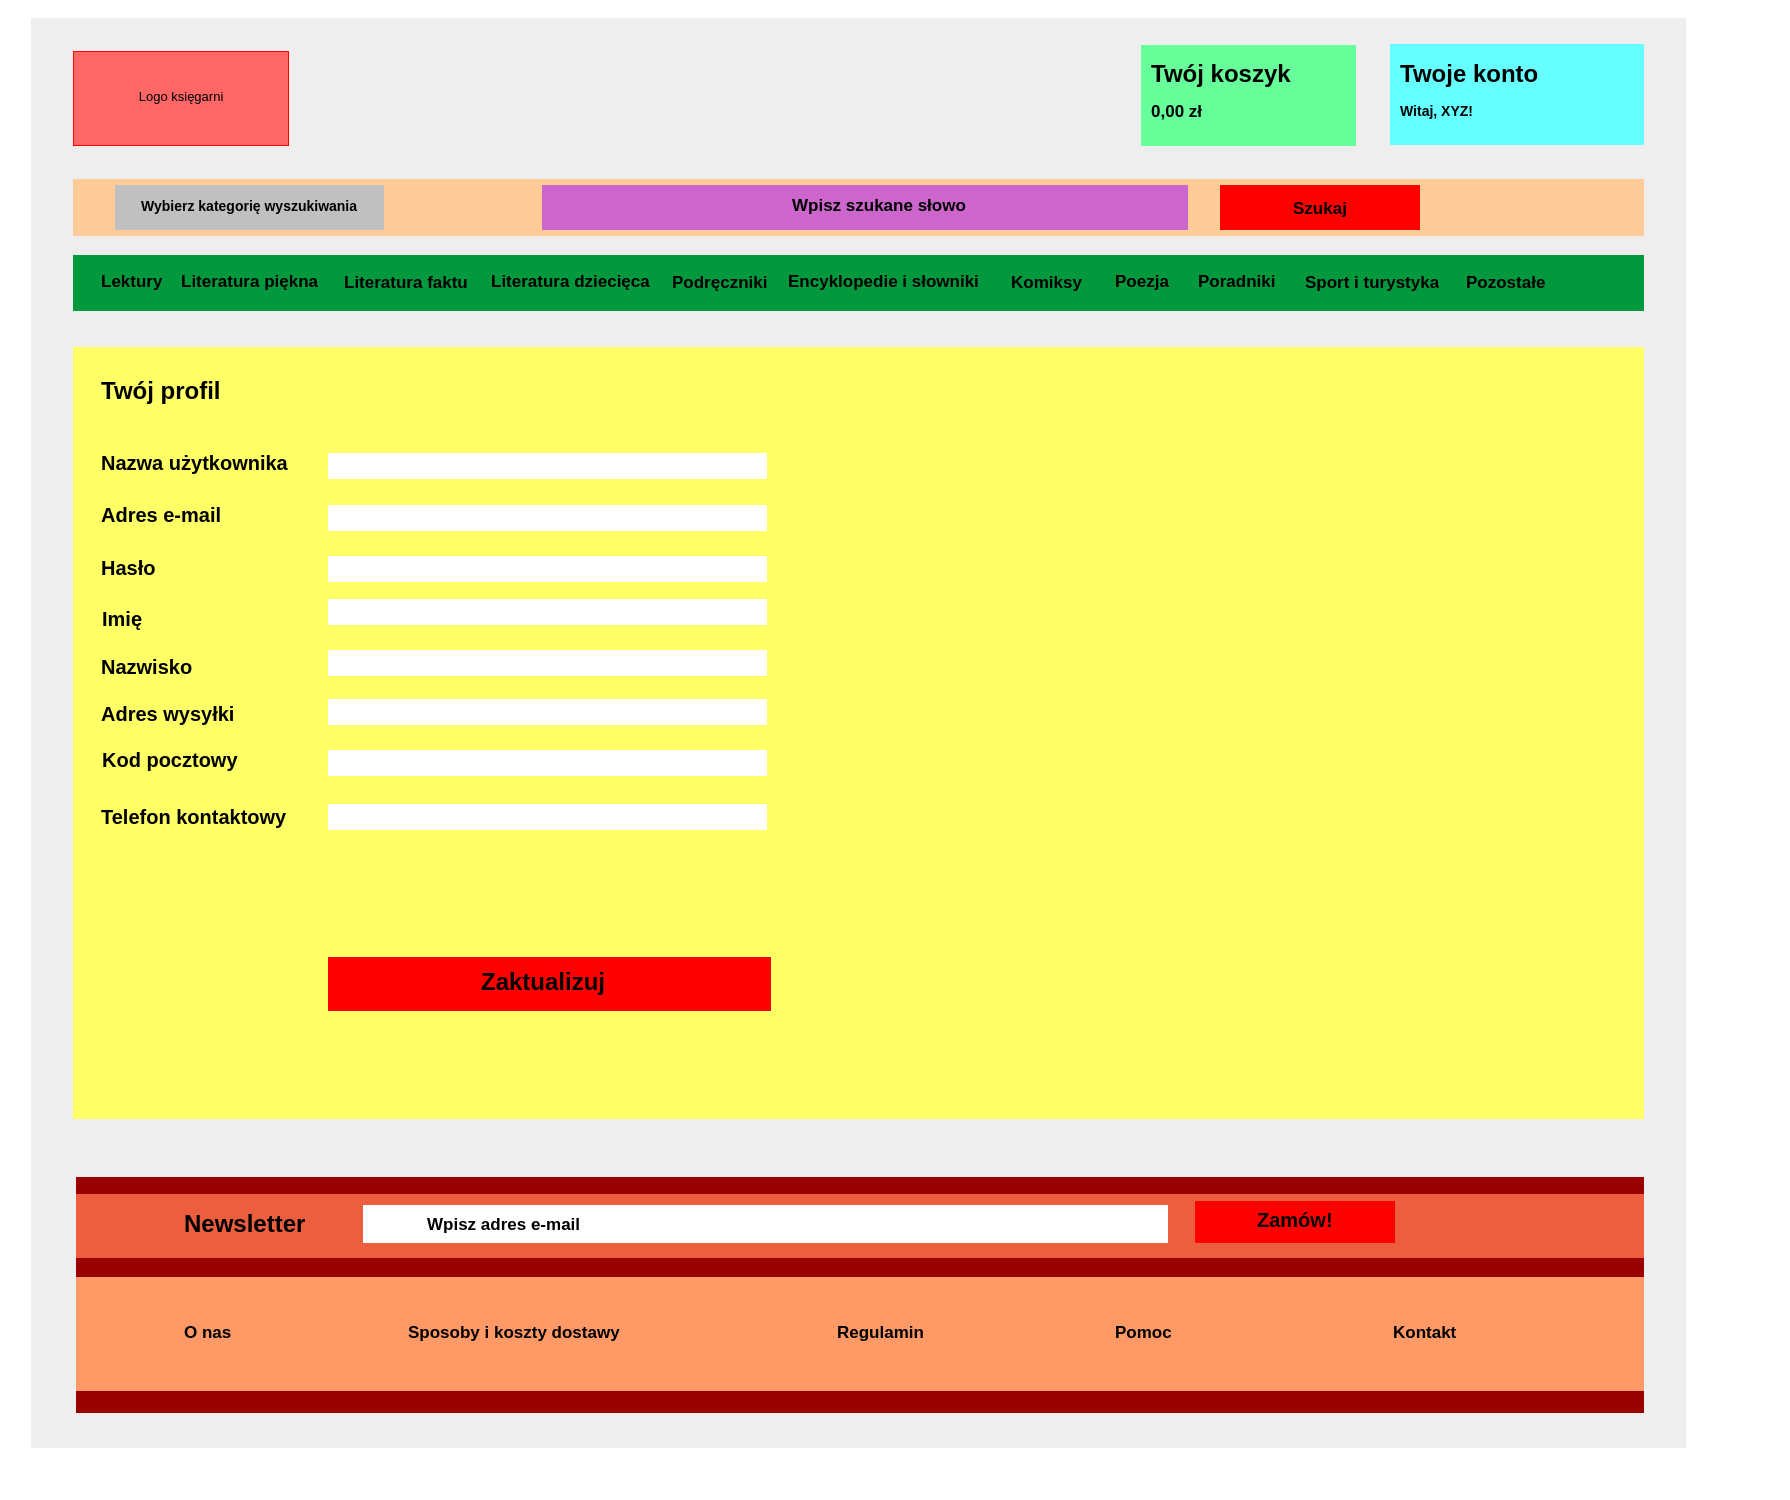 Logo księgarni
Twój koszyk
0,00 zł
Twoje konto
Witaj, XYZ!
Wybierz kategorię wyszukiwania
Wpisz szukane słowo
Szukaj
Lektury Literatura piękna Literatura faktu Literatura dziecięca Podręczniki Encyklopedie i słowniki Komiksy Poezja Poradniki Sport i turystyka Pozostałe
Twój profil
Nazwa użytkownika
Adres e-mail
Hasło
Imię
Nazwisko
Adres wysyłki
Kod pocztowy
Telefon kontaktowy
Zaktualizuj
Newsletter
Wpisz adres e-mail
Zamów!
O nas Sposoby i koszty dostawy Regulamin Pomoc Kontakt